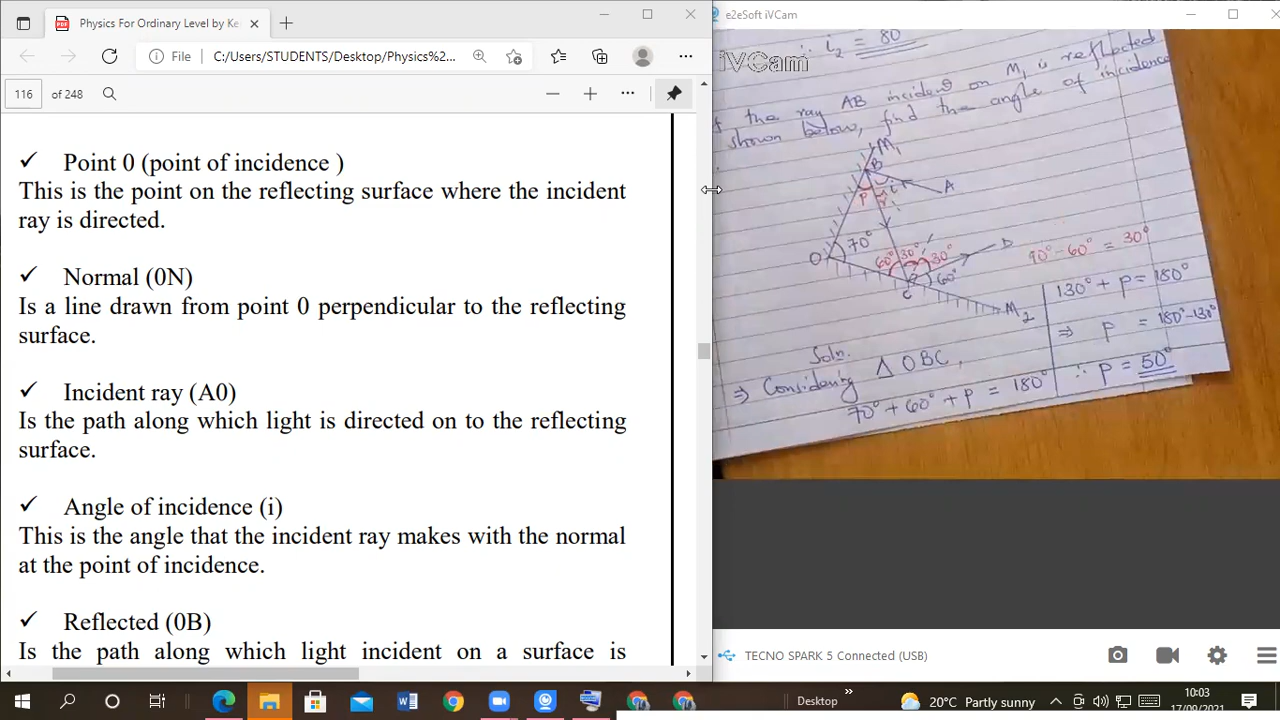 Physics For Ordinary Level by Ke
e2eSoft iVCam
File
C:/Users/STUDENTS/Desktop/Physics%2...
116 of 248
✓ Point 0 (point of incidence )
This is the point on the reflecting surface where the incident
ray is directed.
✓ Normal (0N)
Is a line drawn from point 0 perpendicular to the reflecting
surface.
✓ Incident ray (A0)
Is the path along which light is directed on to the reflecting
surface.
✓ Angle of incidence (i)
This is the angle that the incident ray makes with the normal
at the point of incidence.
✓ Reflected (0B)
Is the path along which light incident on a surface is
∴ i₂ = 80
iVCam
the ray AB incident on M₁ is reflected
shown below, find the angle of incidence
M₁
B
A
P
i
r
O
70°
60°
30°
30°
60°
D
C
M₂
90° - 60° = 30°
Soln.
⇒ Considering Δ OBC,
70° + 60° + p = 180°
130° + p = 180°
⇒ p = 180° - 130°
∴ p = 50°
TECNO SPARK 5 Connected (USB)
Desktop
20°C Partly sunny
10:03
17/09/2021